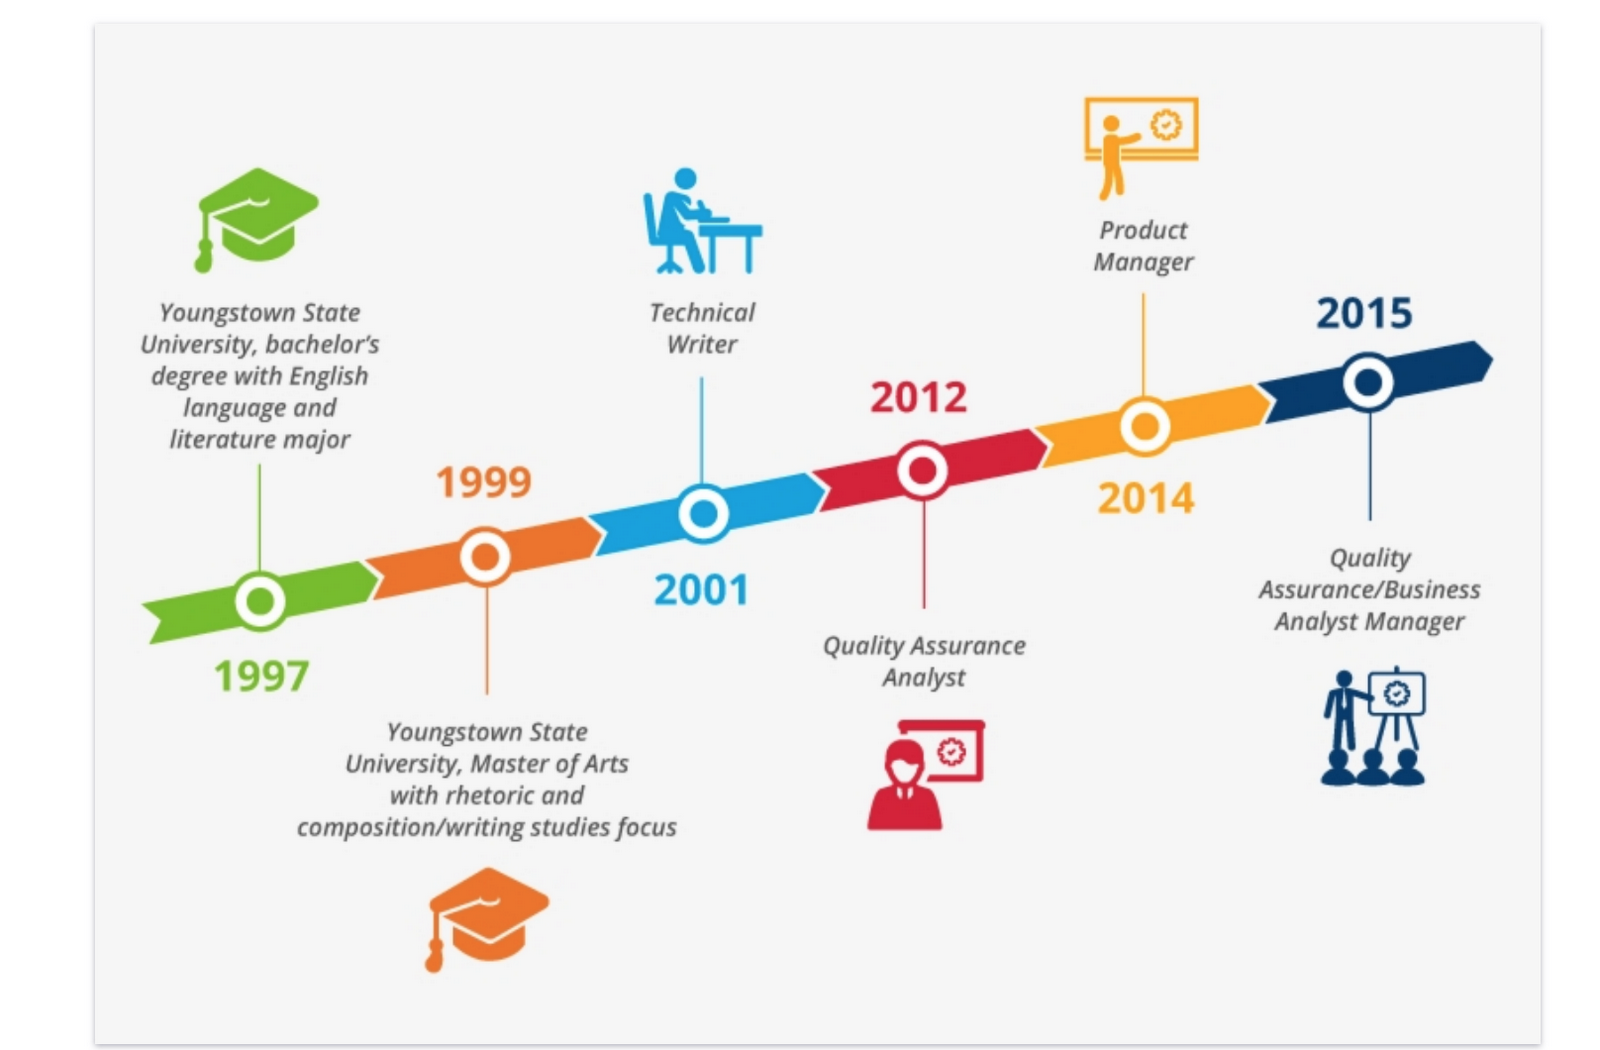 Youngstown State
University, bachelor's
degree with English
language and
literature major
1997
1999
Youngstown State
University, Master of Arts
with rhetoric and
composition/writing studies focus
Technical
Writer
2001
2012
Quality Assurance
Analyst
Product
Manager
2014
2015
Quality
Assurance/Business
Analyst Manager